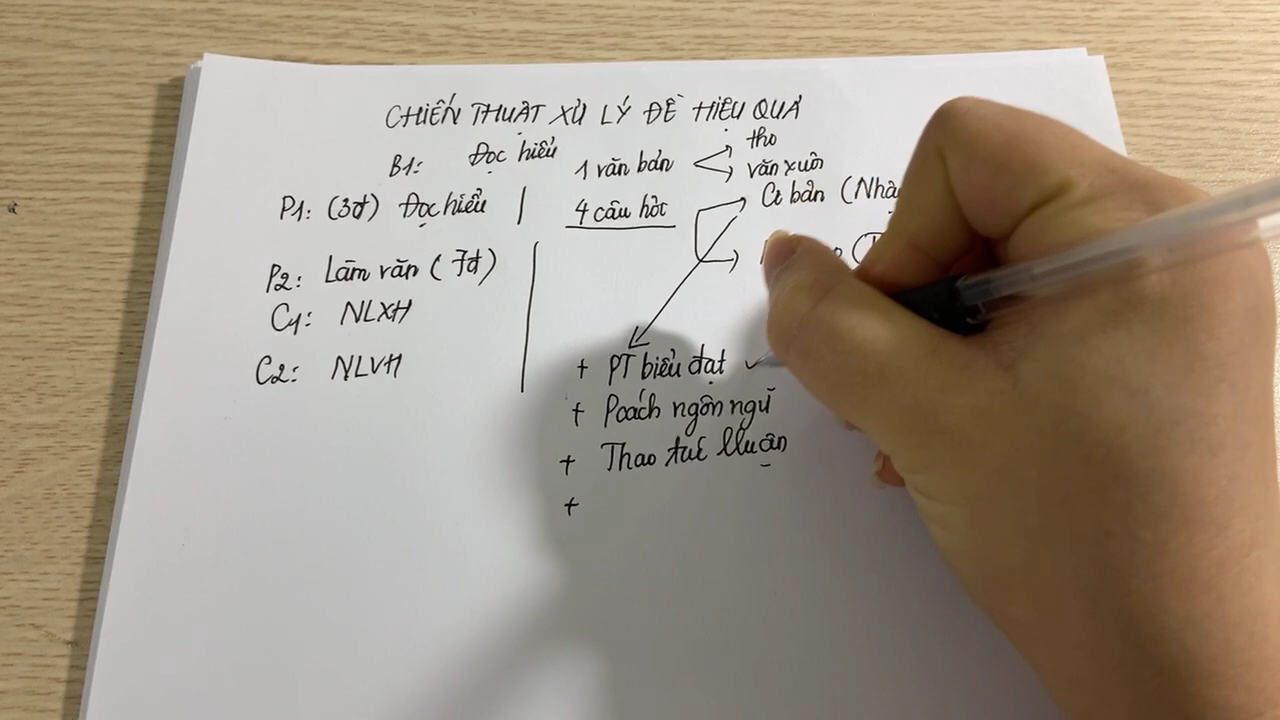 CHIẾN THUẬT XỬ LÝ ĐỀ HIỆU QUẢ
B1: Đọc hiểu
P1: (3đ) Đọc hiểu
P2: Làm văn (7đ)
C1: NLXH
C2: NLVH
1 văn bản
thơ
văn xuôi
4 câu hỏi
Cơ bản (Nhậ
+ PT biểu đạt
+ Pcách ngôn ngữ
+ Thao tác lluận
+